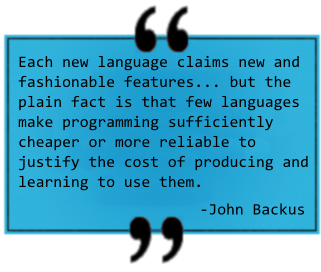 Each new language claims new and
fashionable features... but the
plain fact is that few languages
make programming sufficiently
cheaper or more reliable to
justify the cost of producing and
learning to use them.
-John Backus